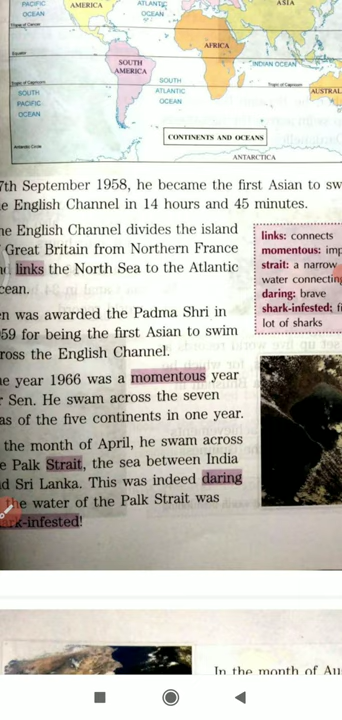 PACIFIC
OCEAN
AMERICA
ATLANTIC
OCEAN
ASIA
Tropic of Cancer
AFRICA
Equator
SOUTH
AMERICA
INDIAN OCEAN
Tropic of Capricorn
SOUTH
PACIFIC
OCEAN
SOUTH
ATLANTIC
OCEAN
Tropic of Capricorn
AUSTRAL
CONTINENTS AND OCEANS
Antarctic Circle
ANTARCTICA
7th September 1958, he became the first Asian to sw
e English Channel in 14 hours and 45 minutes.
he English Channel divides the island
Great Britain from Northern France
links the North Sea to the Atlantic
cean.
en was awarded the Padma Shri in
59 for being the first Asian to swim
ross the English Channel.
e year 1966 was a momentous year
r Sen. He swam across the seven
as of the five continents in one year.
the month of April, he swam across
e Palk Strait, the sea between India
d Sri Lanka. This was indeed daring
the water of the Palk Strait was
ark-infested!
links: connects
momentous: imp
strait: a narrow
water connecting
daring: brave
shark-infested: fi
lot of sharks
In the month of Au